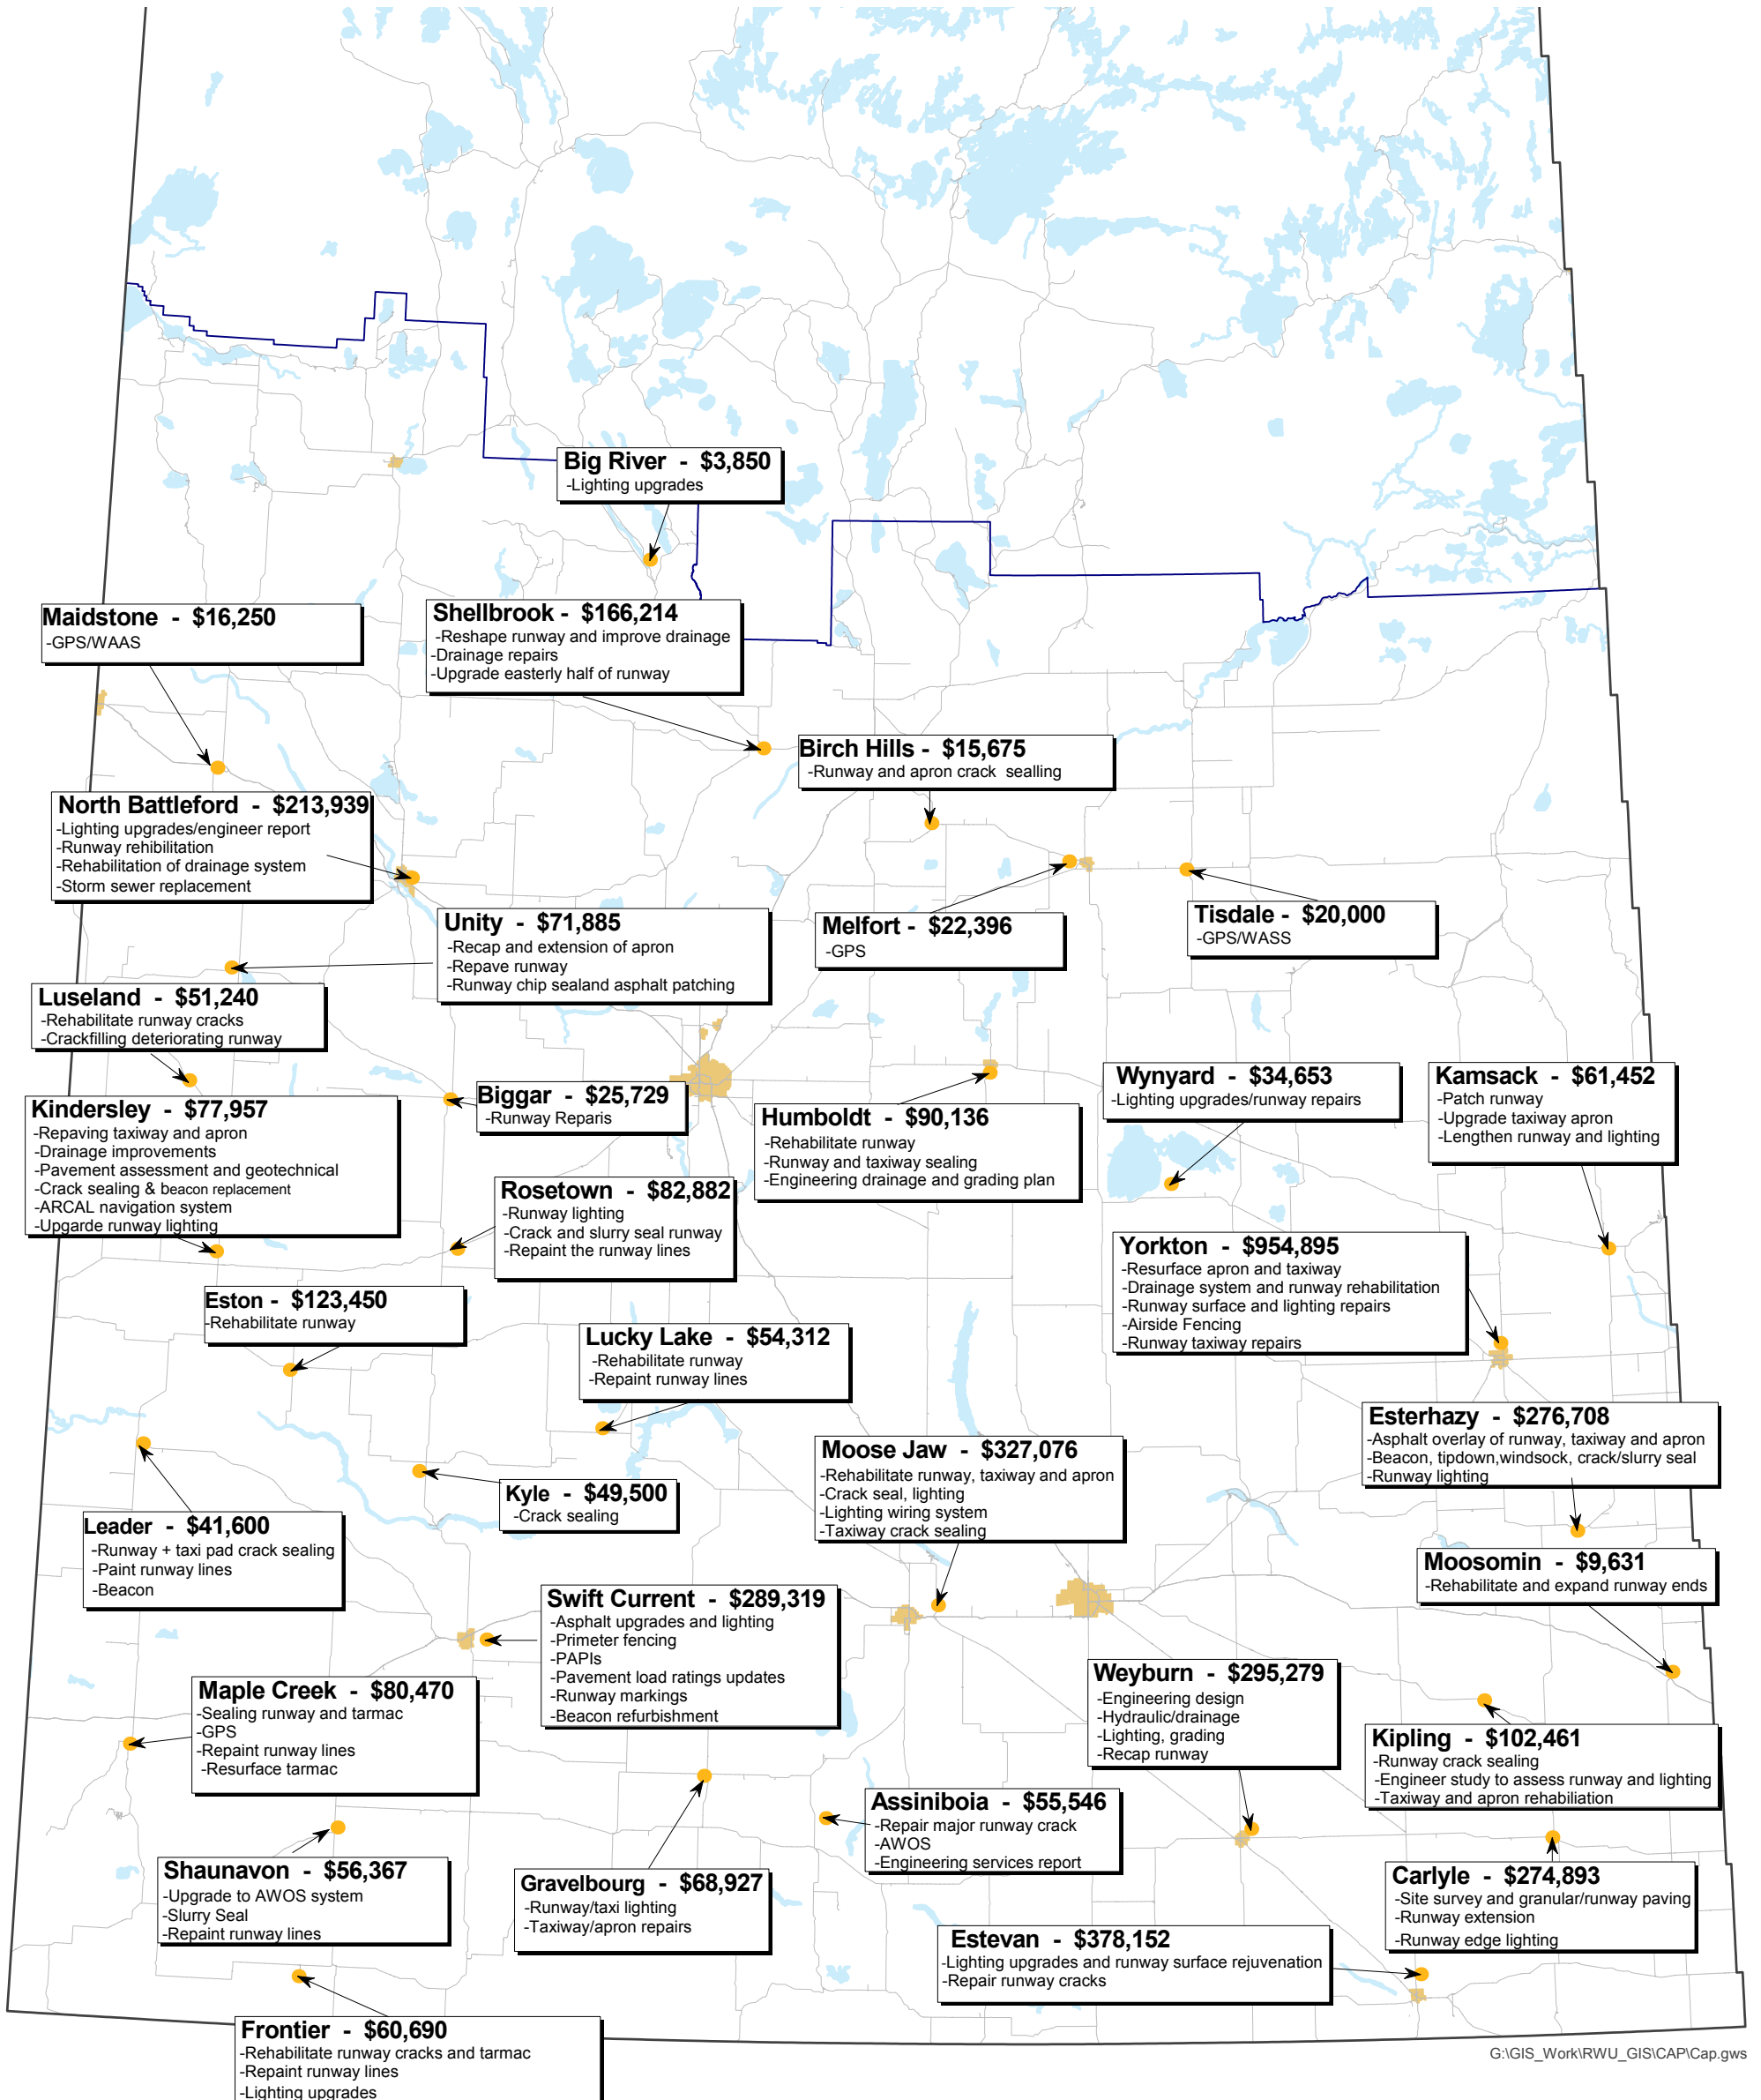 Big River - $3,850
-Lighting upgrades
Maidstone - $16,250
-GPS/WAAS
Shellbrook - $166,214
-Reshape runway and improve drainage
-Drainage repairs
-Upgrade easterly half of runway
Birch Hills - $15,675
-Runway and apron crack sealling
North Battleford - $213,939
-Lighting upgrades/engineer report
-Runway rehibilitation
-Rehabilitation of drainage system
-Storm sewer replacement
Unity - $71,885
-Recap and extension of apron
-Repave runway
-Runway chip sealand asphalt patching
Melfort - $22,396
-GPS
Tisdale - $20,000
-GPS/WASS
Luseland - $51,240
-Rehabilitate runway cracks
-Crackfilling deteriorating runway
Biggar - $25,729
-Runway Reparis
Humboldt - $90,136
-Rehabilitate runway
-Runway and taxiway sealing
-Engineering drainage and grading plan
Wynyard - $34,653
-Lighting upgrades/runway repairs
Kamsack - $61,452
-Patch runway
-Upgrade taxiway apron
-Lengthen runway and lighting
Kindersley - $77,957
-Repaving taxiway and apron
-Drainage improvements
-Pavement assessment and geotechnical
-Crack sealing & beacon replacement
-ARCAL navigation system
-Upgarde runway lighting
Rosetown - $82,882
-Runway lighting
-Crack and slurry seal runway
-Repaint the runway lines
Yorkton - $954,895
-Resurface apron and taxiway
-Drainage system and runway rehabilitation
-Runway surface and lighting repairs
-Airside Fencing
-Runway taxiway repairs
Eston - $123,450
-Rehabilitate runway
Lucky Lake - $54,312
-Rehabilitate runway
-Repaint runway lines
Esterhazy - $276,708
-Asphalt overlay of runway, taxiway and apron
-Beacon, tipdown,windsock, crack/slurry seal
-Runway lighting
Moose Jaw - $327,076
-Rehabilitate runway, taxiway and apron
-Crack seal, lighting
-Lighting wiring system
-Taxiway crack sealing
Kyle - $49,500
-Crack sealing
Leader - $41,600
-Runway + taxi pad crack sealing
-Paint runway lines
-Beacon
Moosomin - $9,631
-Rehabilitate and expand runway ends
Swift Current - $289,319
-Asphalt upgrades and lighting
-Primeter fencing
-PAPIs
-Pavement load ratings updates
-Runway markings
-Beacon refurbishment
Weyburn - $295,279
-Engineering design
-Hydraulic/drainage
-Lighting, grading
-Recap runway
Maple Creek - $80,470
-Sealing runway and tarmac
-GPS
-Repaint runway lines
-Resurface tarmac
Kipling - $102,461
-Runway crack sealing
-Engineer study to assess runway and lighting
-Taxiway and apron rehabiliation
Assiniboia - $55,546
-Repair major runway crack
-AWOS
-Engineering services report
Shaunavon - $56,367
-Upgrade to AWOS system
-Slurry Seal
-Repaint runway lines
Gravelbourg - $68,927
-Runway/taxi lighting
-Taxiway/apron repairs
Carlyle - $274,893
-Site survey and granular/runway paving
-Runway extension
-Runway edge lighting
Estevan - $378,152
-Lighting upgrades and runway surface rejuvenation
-Repair runway cracks
Frontier - $60,690
-Rehabilitate runway cracks and tarmac
-Repaint runway lines
-Lighting upgrades
G:\GIS_Work\RWU_GIS\CAP\Cap.gws